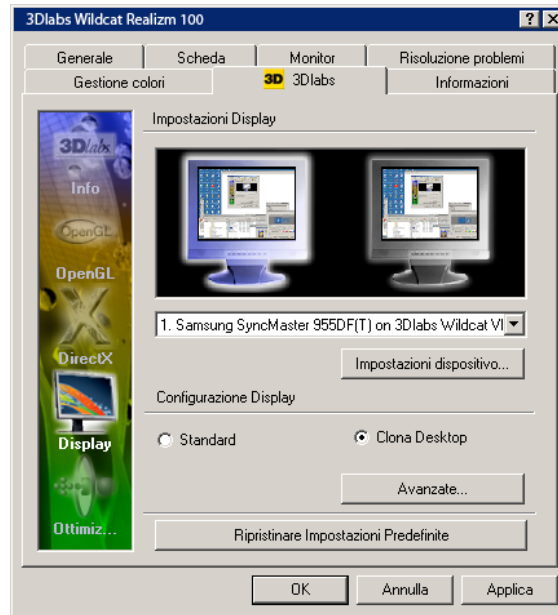 3Dlabs Wildcat Realizm 100
Generale
Scheda
Monitor
Risoluzione problemi
Gestione colori
3D 3Dlabs
Informazioni
3Dlabs
Info
OpenGL
OpenGL
DirectX
Display
Ottimiz...
Impostazioni Display
1. Samsung SyncMaster 955DF(T) on 3Dlabs Wildcat VI
Impostazioni dispositivo...
Configurazione Display
Standard
Clona Desktop
Avanzate...
Ripristinare Impostazioni Predefinite
OK
Annulla
Applica